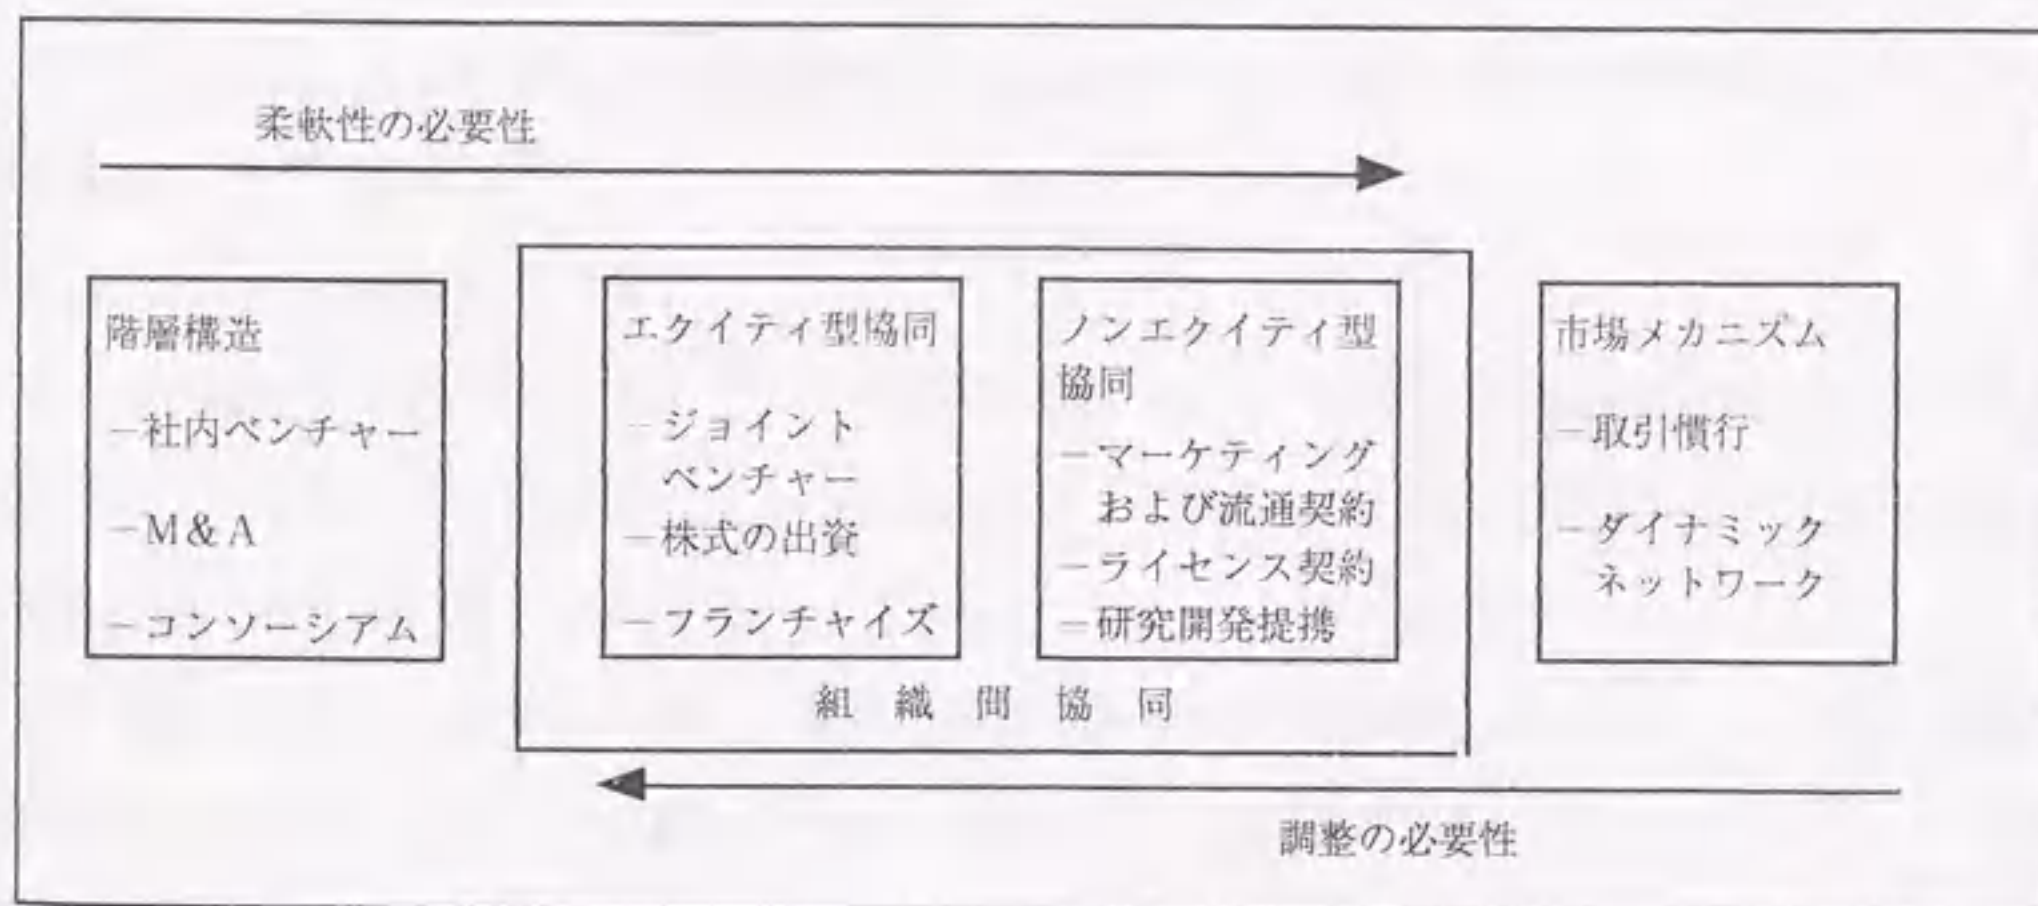 柔軟性の必要性
階層構造
－社内ベンチャー
－M&A
－コンソーシアム
エクイティ型協同
－ジョイント
ベンチャー
－株式の出資
－フランチャイズ
ノンエクイティ型
協同
－マーケティング
および流通契約
－ライセンス契約
－研究開発提携
市場メカニズム
－取引慣行
－ダイナミック
ネットワーク
組織間協同
調整の必要性